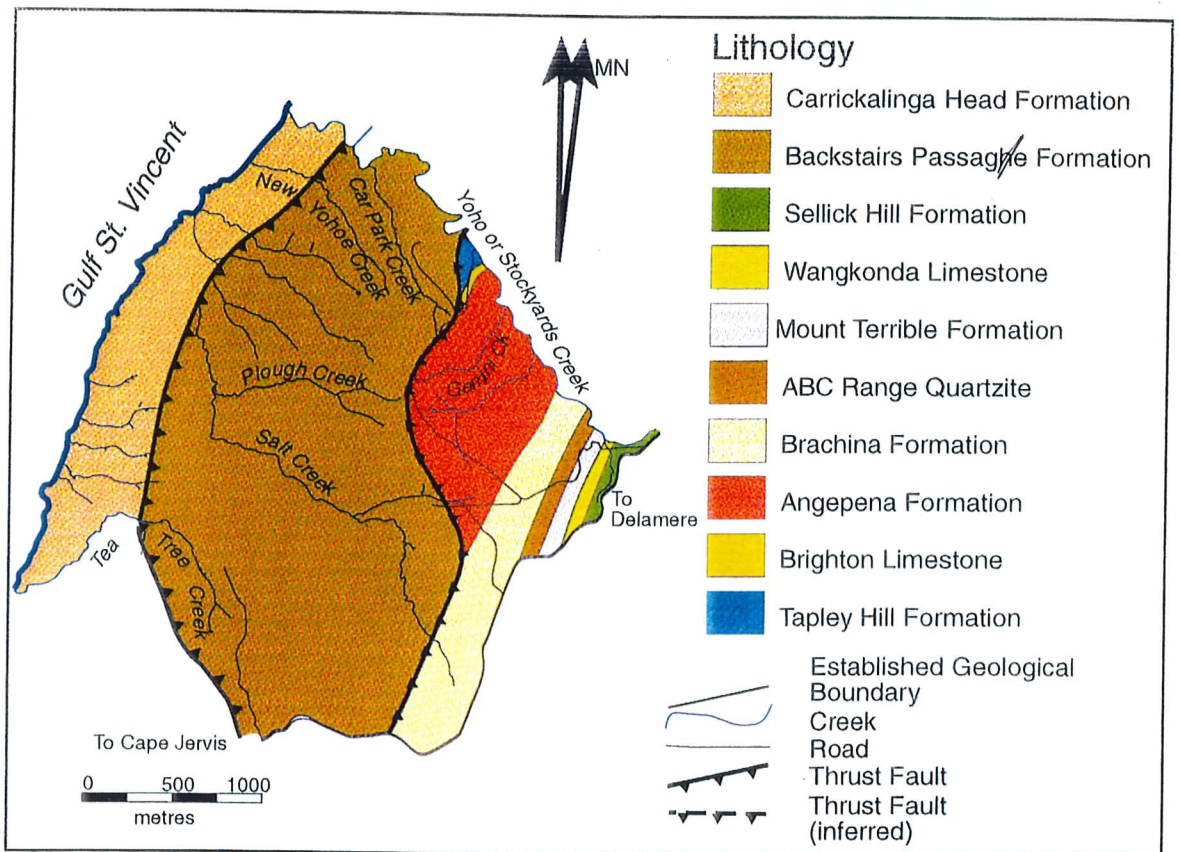 MN
Gulf St. Vincent
New
Yohoe Creek
Car Park Creek
Yoho or Stockyards Creek
Gemini Ck.
Plough Creek
Salt Creek
Tea
Tree
Creek
To
Delamere
To Cape Jervis
0 500 1000
metres
Lithology
Carrickalinga Head Formation
Backstairs Passaghe Formation
Sellick Hill Formation
Wangkonda Limestone
Mount Terrible Formation
ABC Range Quartzite
Brachina Formation
Angepena Formation
Brighton Limestone
Tapley Hill Formation
Established Geological
Boundary
Creek
Road
Thrust Fault
Thrust Fault
(inferred)